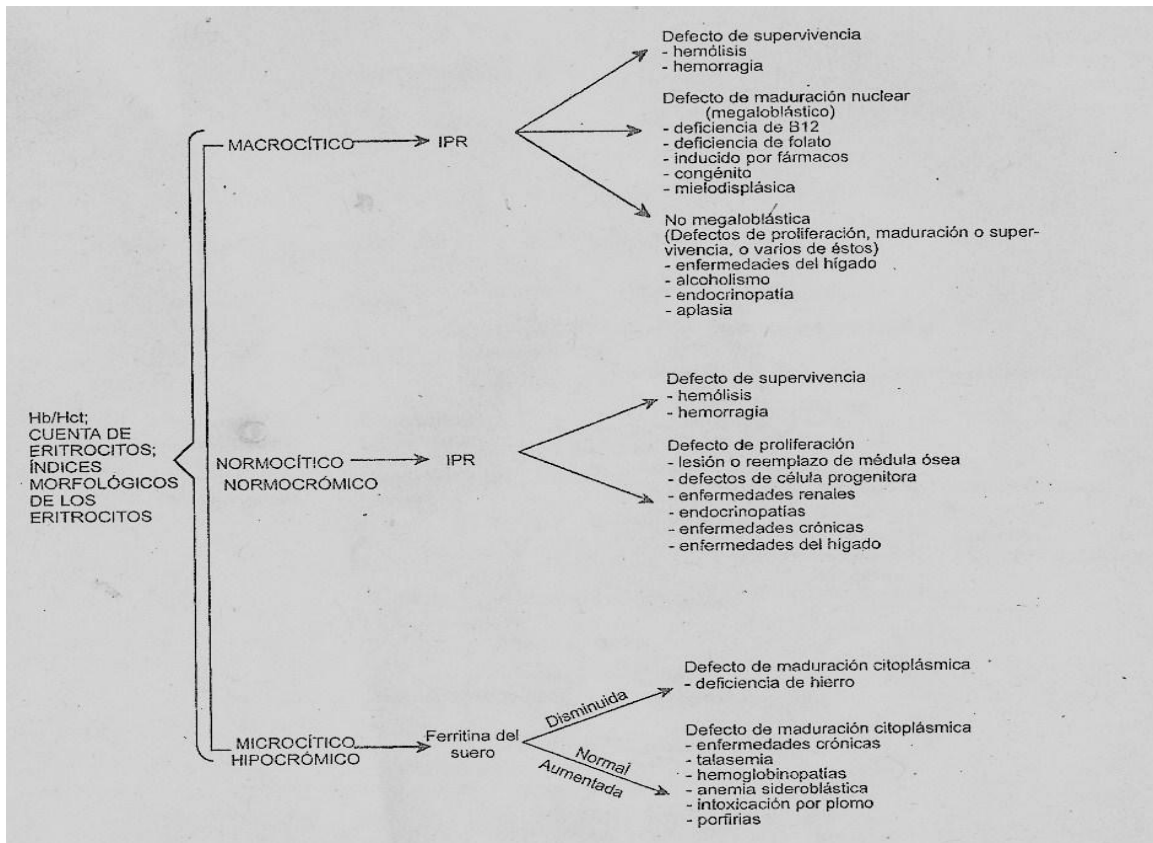 Hb/Hct;
CUENTA DE
ERITROCITOS;
ÍNDICES
MORFOLÓGICOS
DE LOS
ERITROCITOS
MACROCÍTICO
IPR
Defecto de supervivencia
- hemólisis
- hemorragia
Defecto de maduración nuclear
(megaloblástico)
- deficiencia de B12
- deficiencia de folato
- inducido por fármacos
- congénito
- mielodisplásica
No megaloblástica
(Defectos de proliferación, maduración o super-
vivencia, o varios de éstos)
- enfermedades del hígado
- alcoholismo
- endocrinopatía
- aplasia
NORMOCÍTICO
NORMOCRÓMICO
IPR
Defecto de supervivencia
- hemólisis
- hemorragia
Defecto de proliferación
- lesión o reemplazo de médula ósea
- defectos de célula progenitora
- enfermedades renales
- endocrinopatías
- enfermedades crónicas
- enfermedades del hígado
MICROCÍTICO
HIPOCRÓMICO
Ferritina del
suero
Disminuida
Defecto de maduración citoplásmica
- deficiencia de hierro
Normal
Aumentada
Defecto de maduración citoplásmica
- enfermedades crónicas
- talasemia
- hemoglobinopatías
- anemia sideroblástica
- intoxicación por plomo
- porfirias